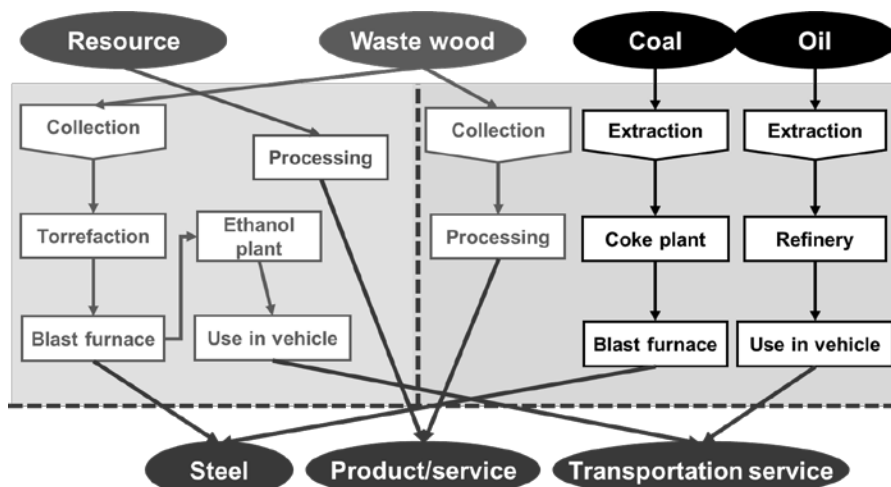 Resource
Waste wood
Coal
Oil
Collection
Processing
Collection
Extraction
Extraction
Torrefaction
Ethanol
plant
Processing
Coke plant
Refinery
Blast furnace
Use in vehicle
Blast furnace
Use in vehicle
Steel
Product/service
Transportation service